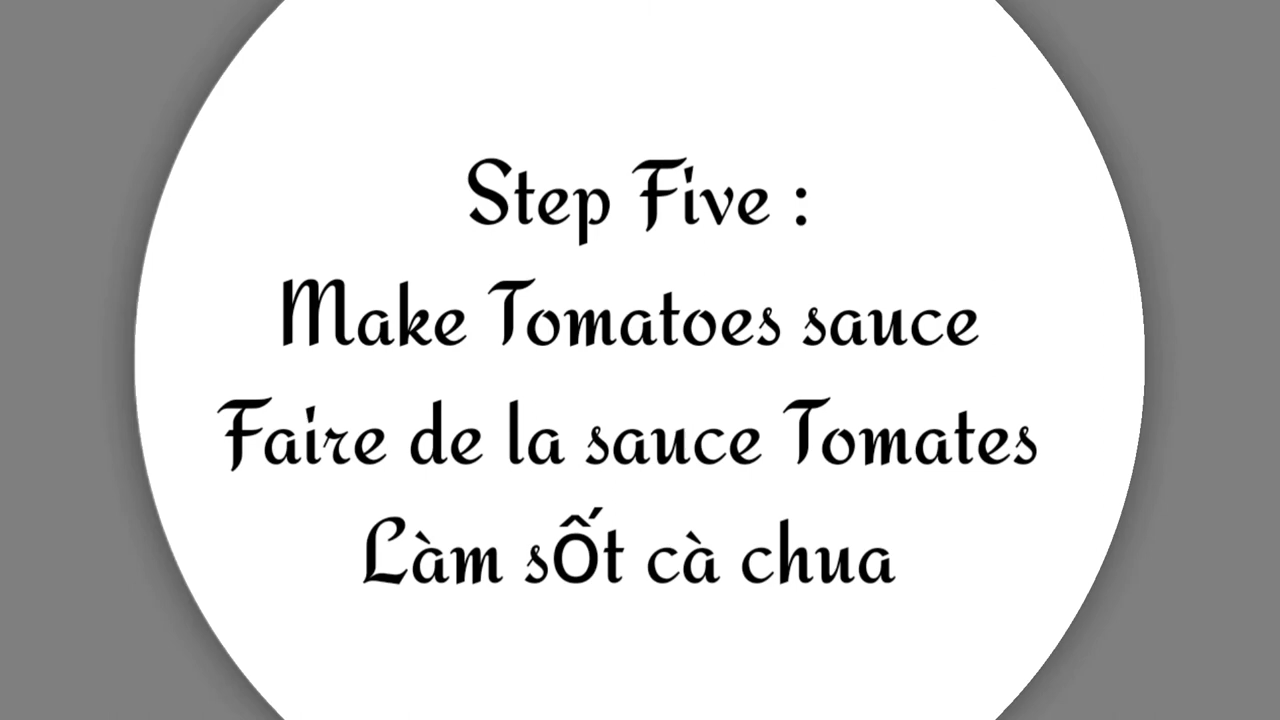 Step Five :
Make Tomatoes sauce
Faire de la sauce Tomates
Làm sốt cà chua